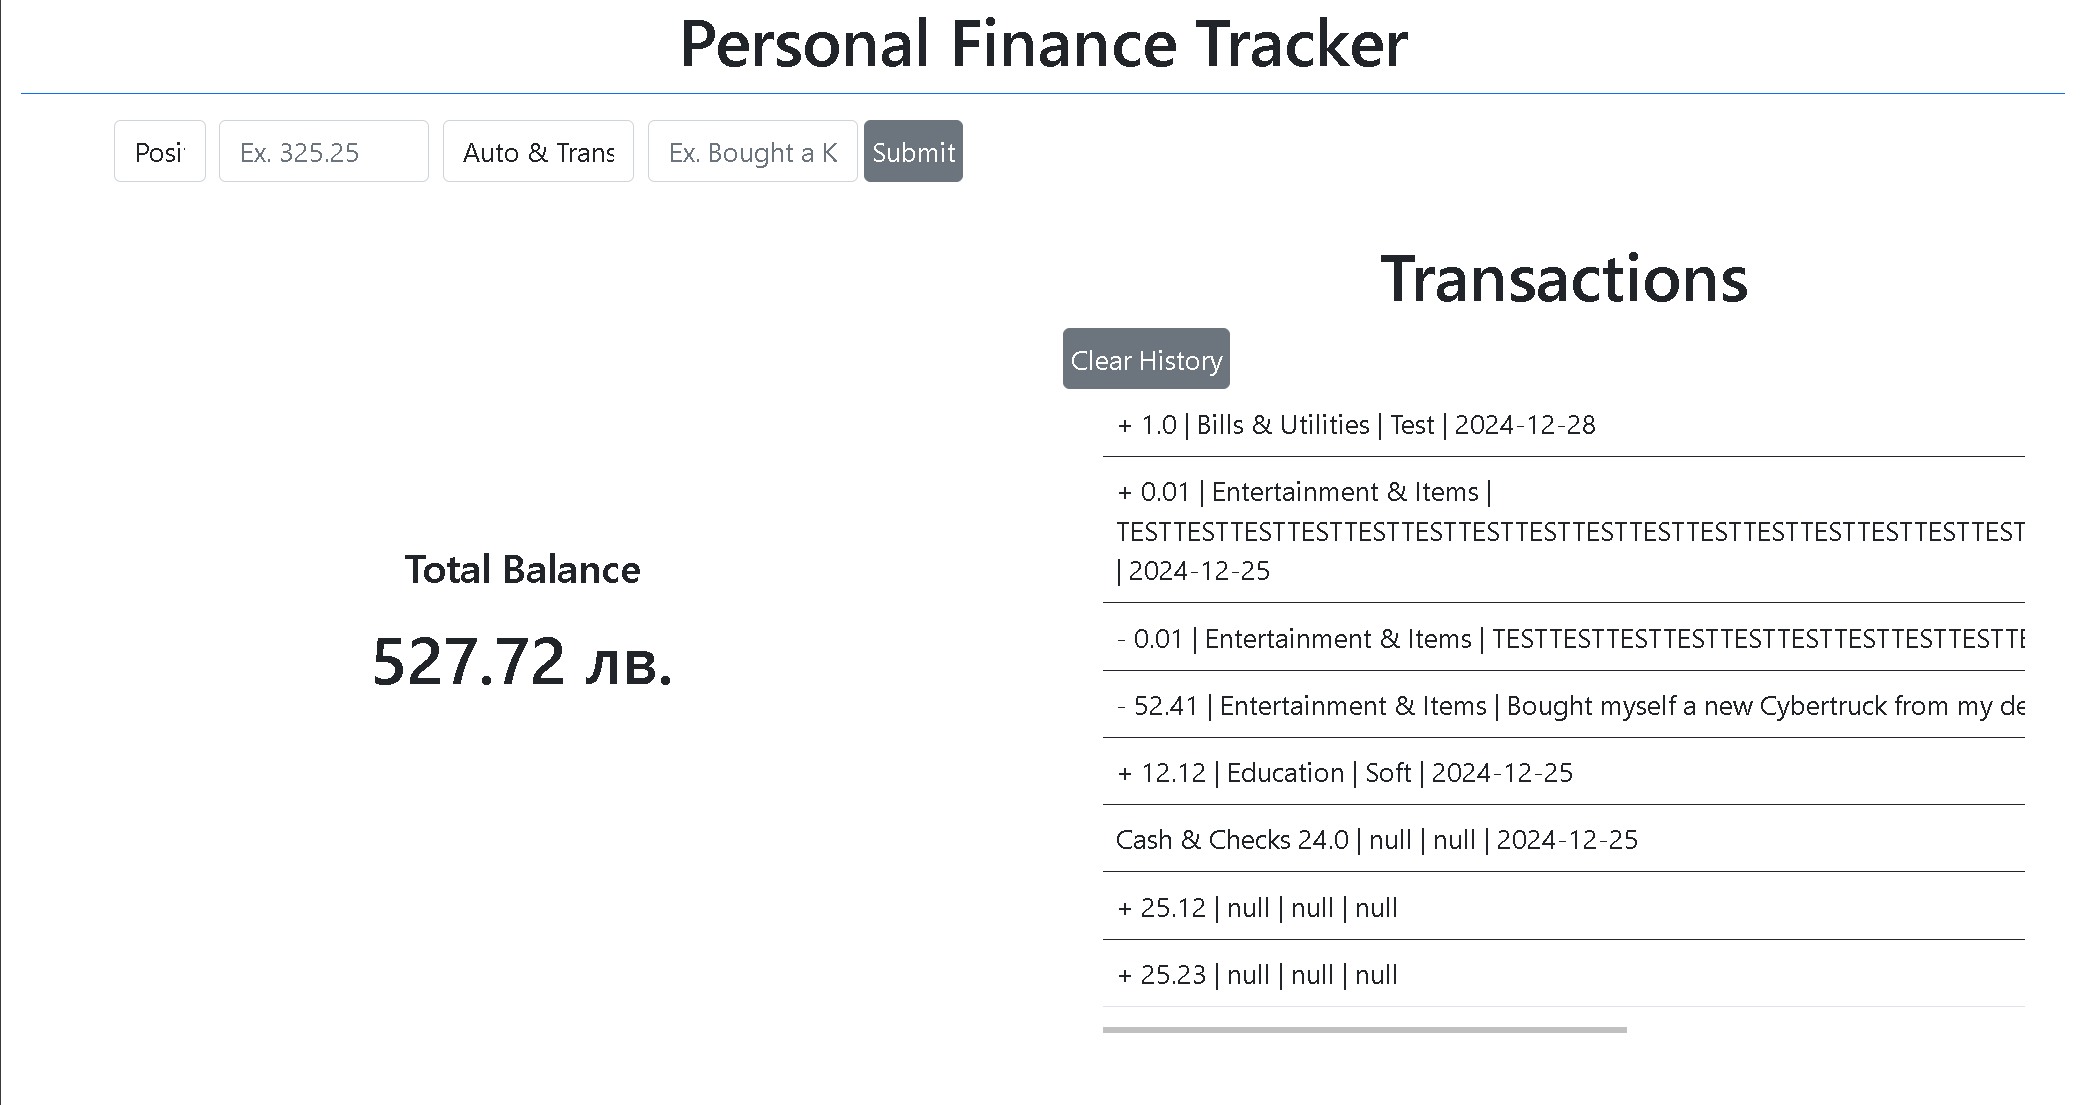 Personal Finance Tracker
Posi
Ex. 325.25
Auto & Trans
Ex. Bought a K
Submit
Transactions
Clear History
+ 1.0 | Bills & Utilities | Test | 2024-12-28
+ 0.01 | Entertainment & Items |
TESTTESTTESTTESTTESTTESTTESTTESTTESTTESTTESTTESTTESTTESTTESTTEST
| 2024-12-25
- 0.01 | Entertainment & Items | TESTTESTTESTTESTTESTTESTTESTTESTTESTTE
- 52.41 | Entertainment & Items | Bought myself a new Cybertruck from my de
+ 12.12 | Education | Soft | 2024-12-25
Cash & Checks 24.0 | null | null | 2024-12-25
+ 25.12 | null | null | null
+ 25.23 | null | null | null
Total Balance
527.72 лв.